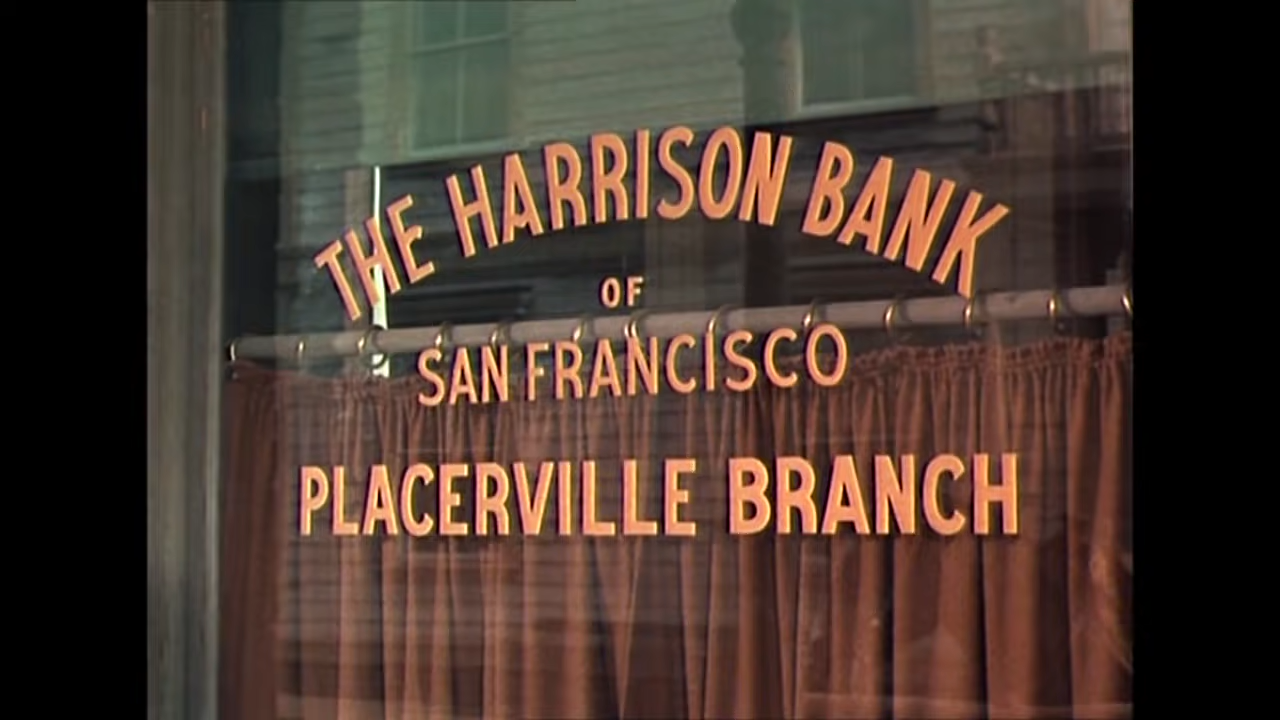 THE HARRISON BANK
OF
SAN FRANCISCO
PLACERVILLE BRANCH